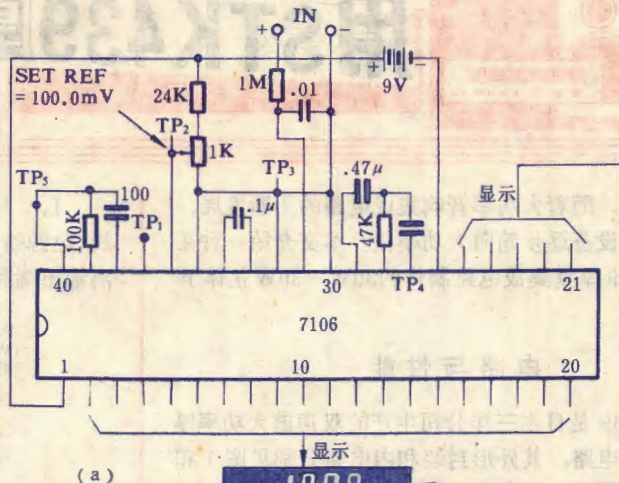 IN
+ -
SET REF
= 100.0mV
24K
1M
.01
9V
TP2
1K
TP5
100
TP3
.47μ
显示
100K
TP1
.1μ
47K
TP4
40
30
21
7106
1
10
20
显示
(a)